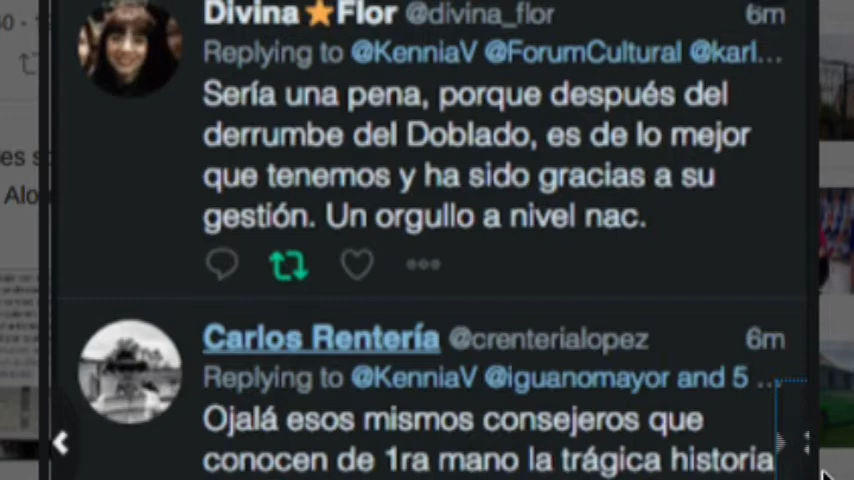 Divina ⭐Flor @divina_flor 6m
Replying to @KenniaV @ForumCultural @karl...
Sería una pena, porque después del
derrumbe del Doblado, es de lo mejor
que tenemos y ha sido gracias a su
gestión. Un orgullo a nivel nac.
Carlos Rentería @crenterialopez 6m
Replying to @KenniaV @iguanomayor and 5 ...
Ojalá esos mismos consejeros que
conocen de 1ra mano la trágica historia
es
Alo